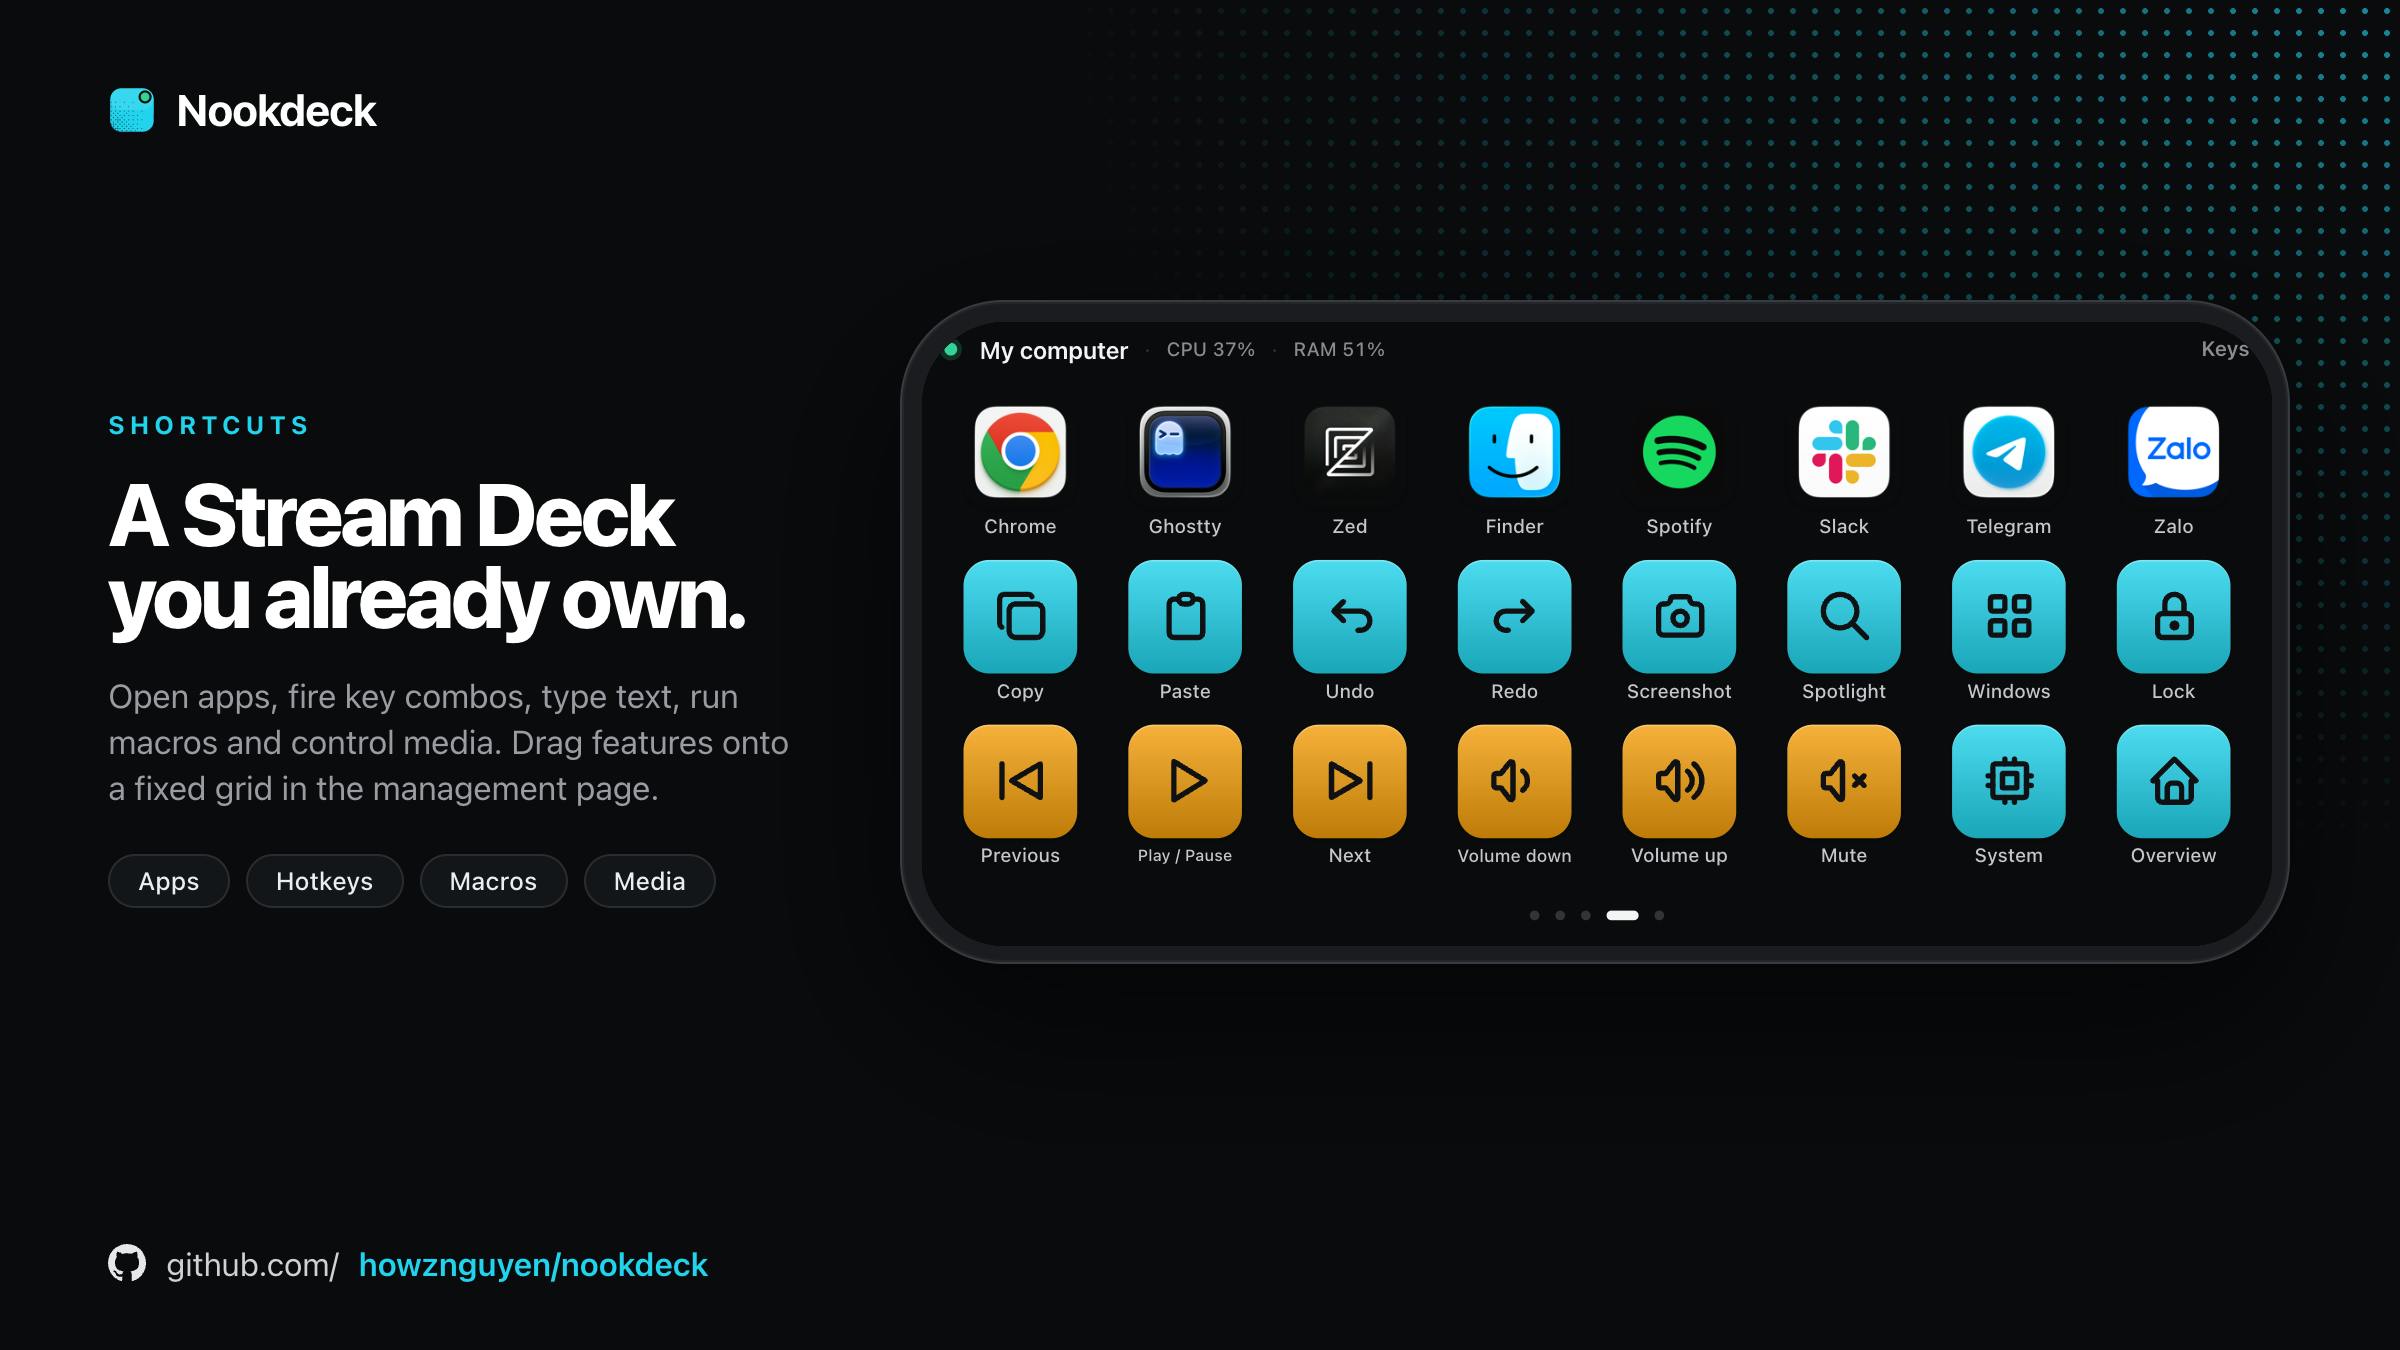 Nookdeck
SHORTCUTS
A Stream Deck
you already own.
Open apps, fire key combos, type text, run
macros and control media. Drag features onto
a fixed grid in the management page.
Apps Hotkeys Macros Media
My computer · CPU 37% · RAM 51% Keys
Zalo
Chrome Ghostty Zed Finder Spotify Slack Telegram Zalo
Copy Paste Undo Redo Screenshot Spotlight Windows Lock
Previous Play / Pause Next Volume down Volume up Mute System Overview
github.com/ howznguyen/nookdeck